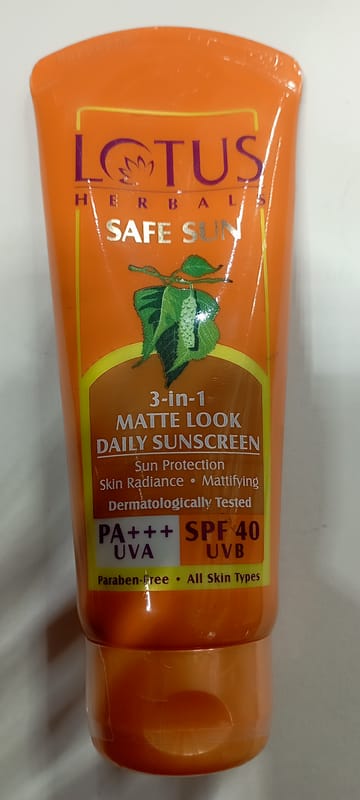 LOTUS
HERBALS
SAFE SUN
3-in-1
MATTE LOOK
DAILY SUNSCREEN
Sun Protection
Skin Radiance • Mattifying
Dermatologically Tested
PA+++ SPF 40
UVA UVB
Paraben-Free • All Skin Types